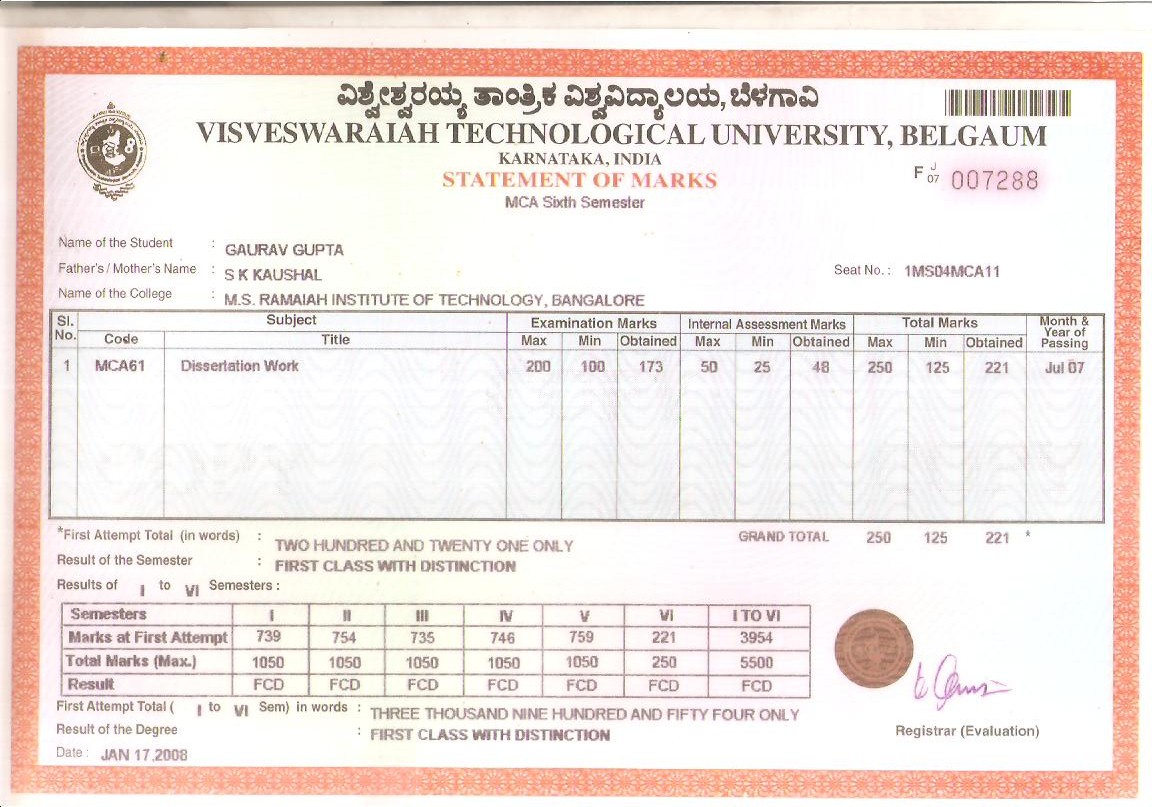 ವಿಶ್ವೇಶ್ವರಯ್ಯ ತಾಂತ್ರಿಕ ವಿಶ್ವವಿದ್ಯಾಲಯ, ಬೆಳಗಾವಿ
VISVESWARAIAH TECHNOLOGICAL UNIVERSITY, BELGAUM
KARNATAKA, INDIA
STATEMENT OF MARKS
F J/07 007288
MCA Sixth Semester
Name of the Student : GAURAV GUPTA
Father's / Mother's Name : S K KAUSHAL Seat No. : 1MS04MCA11
Name of the College : M.S. RAMAIAH INSTITUTE OF TECHNOLOGY, BANGALORE
Sl. No. Subject Examination Marks Internal Assessment Marks Total Marks Month & Year of Passing
Code Title Max Min Obtained Max Min Obtained Max Min Obtained
1 MCA61 Dissertation Work 200 100 173 50 25 48 250 125 221 Jul 07
*First Attempt Total (in words) : TWO HUNDRED AND TWENTY ONE ONLY GRAND TOTAL 250 125 221 *
Result of the Semester : FIRST CLASS WITH DISTINCTION
Results of I to VI Semesters :
Semesters I II III IV V VI I TO VI
Marks at First Attempt 739 754 735 746 759 221 3954
Total Marks (Max.) 1050 1050 1050 1050 1050 250 5500
Result FCD FCD FCD FCD FCD FCD FCD
First Attempt Total ( I to VI Sem) in words : THREE THOUSAND NINE HUNDRED AND FIFTY FOUR ONLY
Result of the Degree : FIRST CLASS WITH DISTINCTION
Registrar (Evaluation)
Date : JAN 17,2008